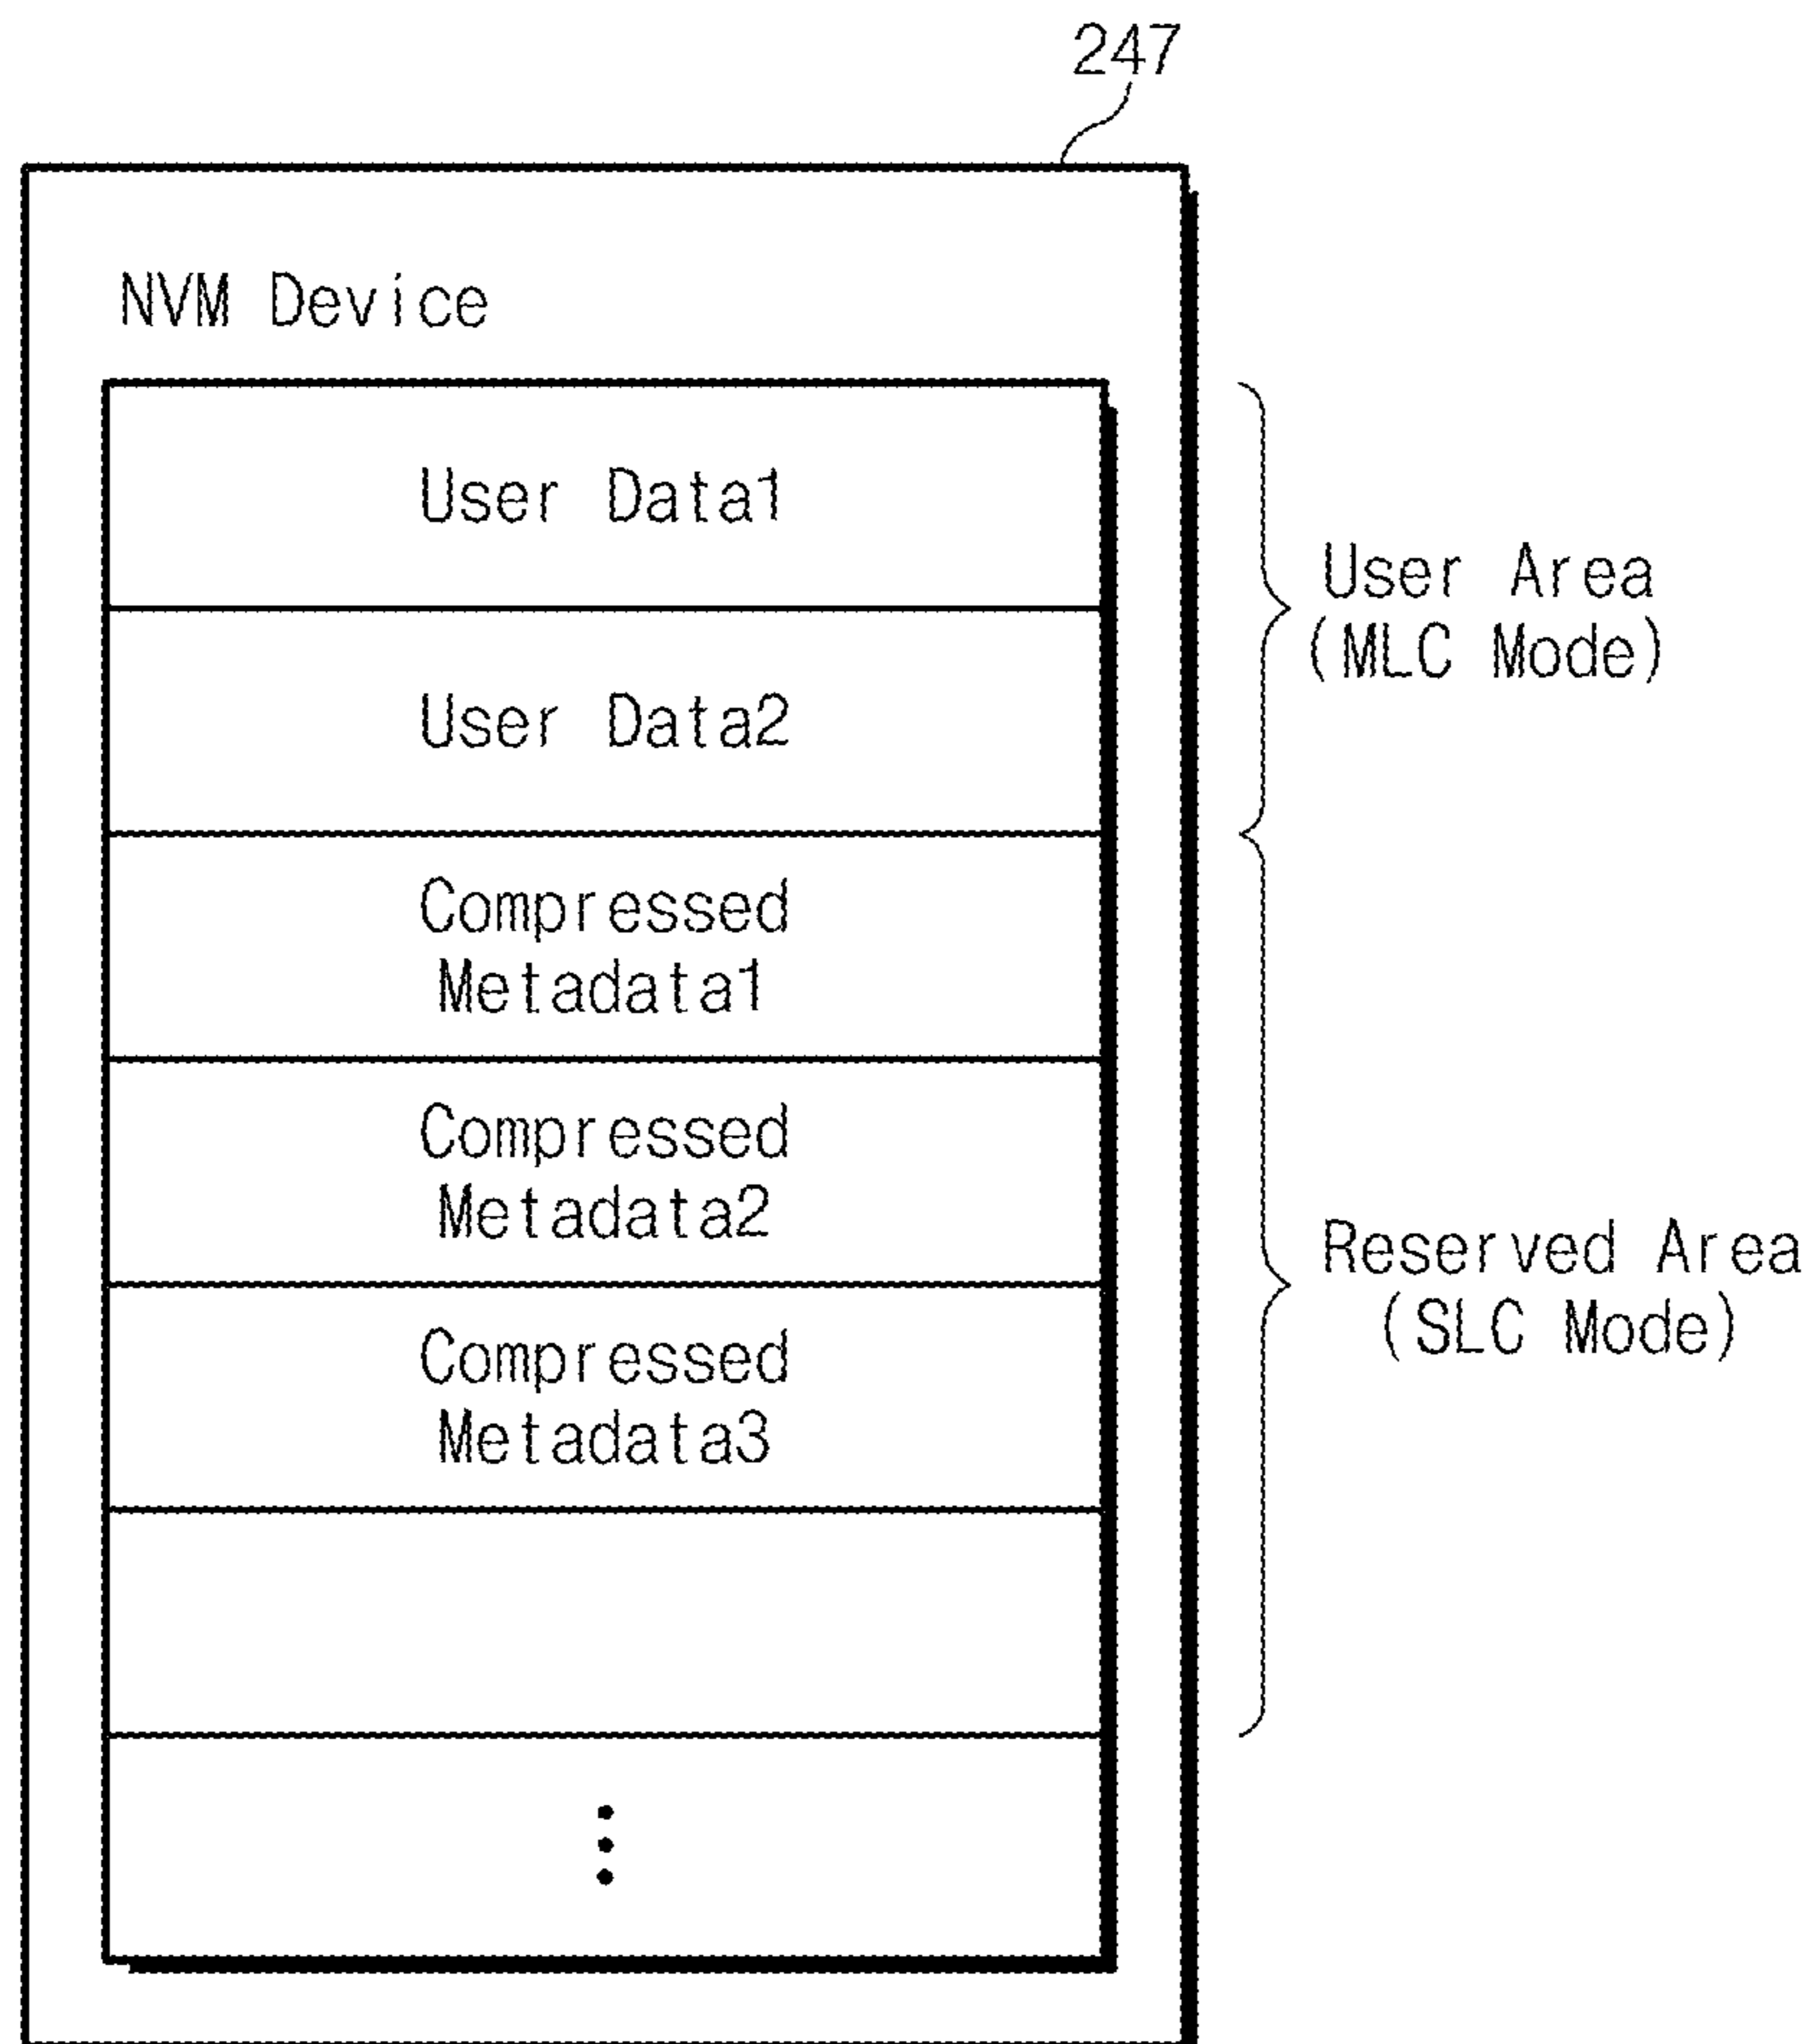 247
NVM Device
User Data1
User Data2
Compressed
Metadata1
Compressed
Metadata2
Compressed
Metadata3
User Area
(MLC Mode)
Reserved Area
(SLC Mode)